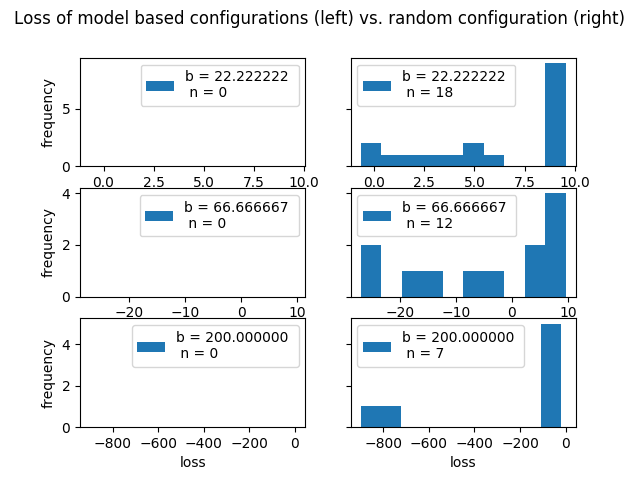 Loss of model based configurations (left) vs. random configuration (right)
frequency
5
0
b = 22.222222
n = 0
0.0 2.5 5.0 7.5 10.0
b = 22.222222
n = 18
0.0 2.5 5.0 7.5 10.0
frequency
4
2
0
b = 66.666667
n = 0
−20 −10 0 10
b = 66.666667
n = 12
−20 −10 0 10
frequency
4
2
0
b = 200.000000
n = 0
−800 −600 −400 −200 0
loss
b = 200.000000
n = 7
−800 −600 −400 −200 0
loss